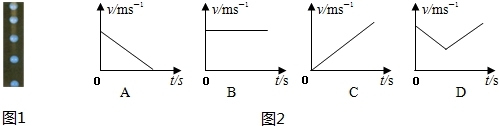 v/ms⁻¹ v/ms⁻¹ v/ms⁻¹ v/ms⁻¹
0 t/s 0 t/s 0 t/s 0 t/s
A B C D
图1 图2